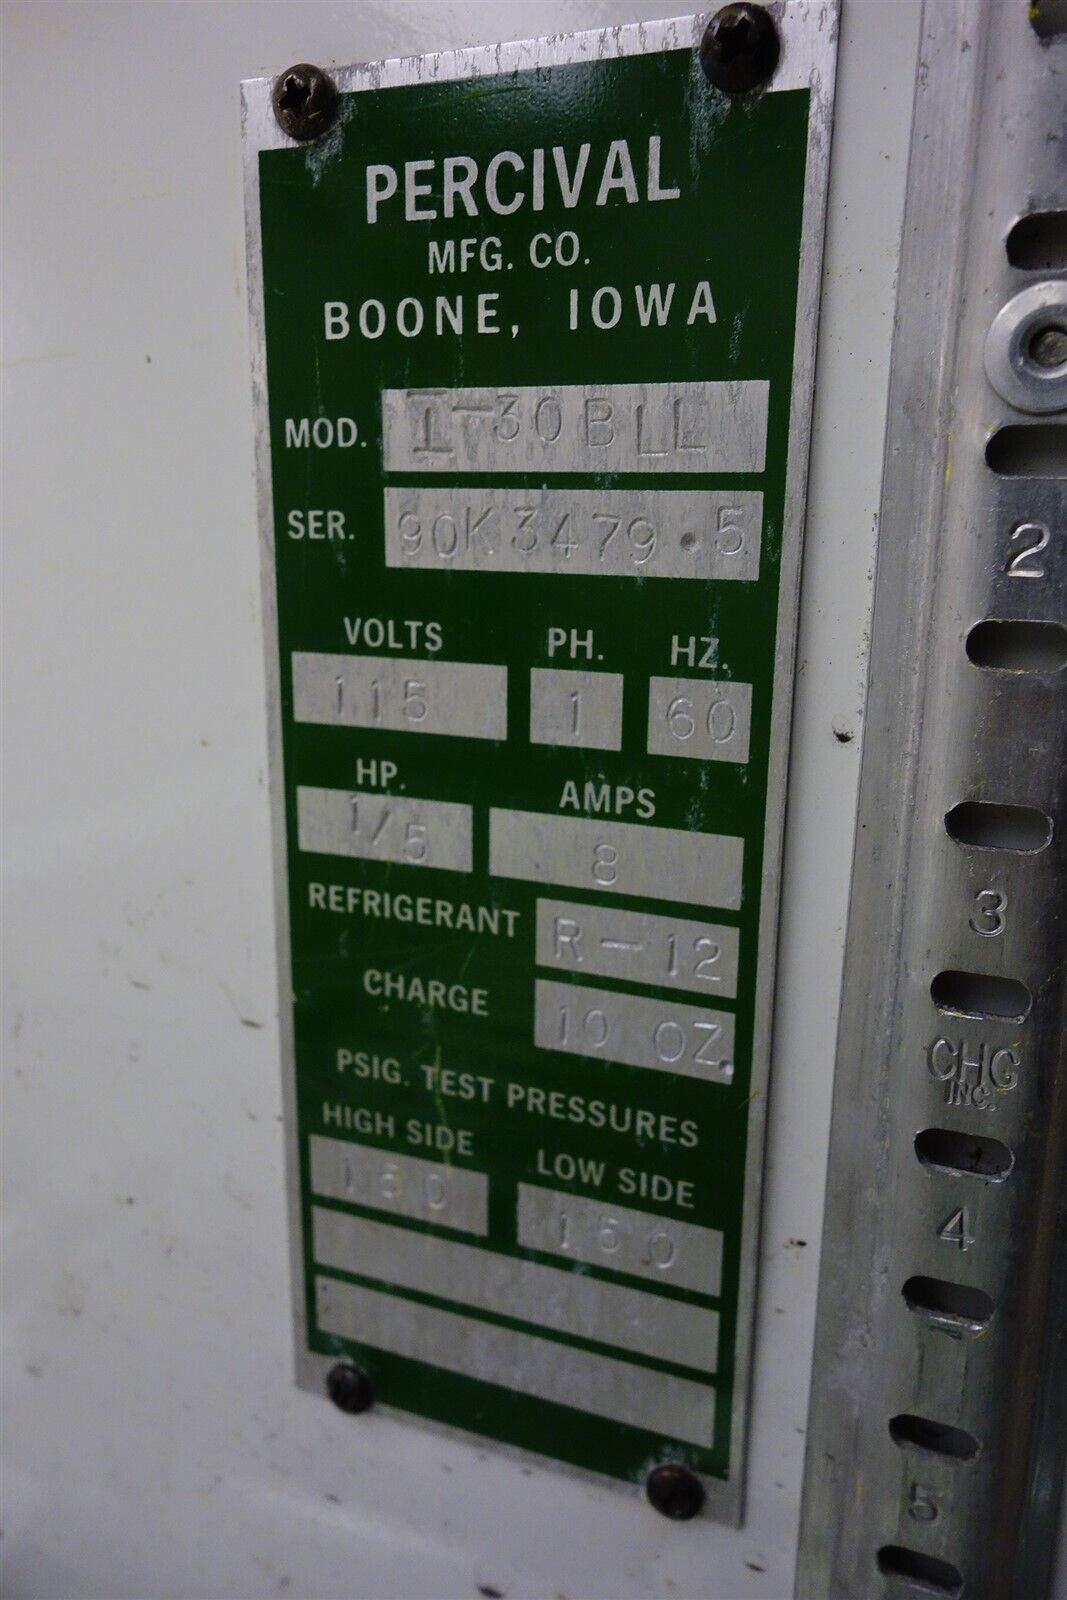 PERCIVAL
MFG. CO.
BOONE, IOWA
MOD. I-30BLL
SER. 90K3479.5
VOLTS PH. HZ.
115 1 60
HP. AMPS
1/5 8
REFRIGERANT R-12
CHARGE 10 OZ.
PSIG. TEST PRESSURES
HIGH SIDE LOW SIDE
150 150
2
3
CHG
INC.
4
5